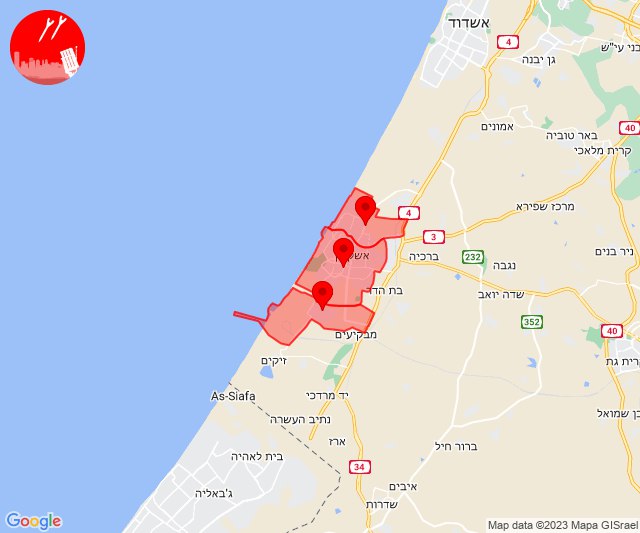 אשדוד
4
גן יבנה
בני עי"ש
אמונים
באר טוביה
40
קרית מלאכי
4
מרכז שפירא
3
ברכיה
232
נגבה
ניר בנים
בת הדר
שדה יואב
352
40
מבקיעים
זיקים
קרית גת
As-Siafa
יד מרדכי
נתיב העשרה
ארז
ברור חיל
בית לאהיה
34
איבים
ג'באליה
שדרות
Google
Map data ©2023 Mapa GISrael